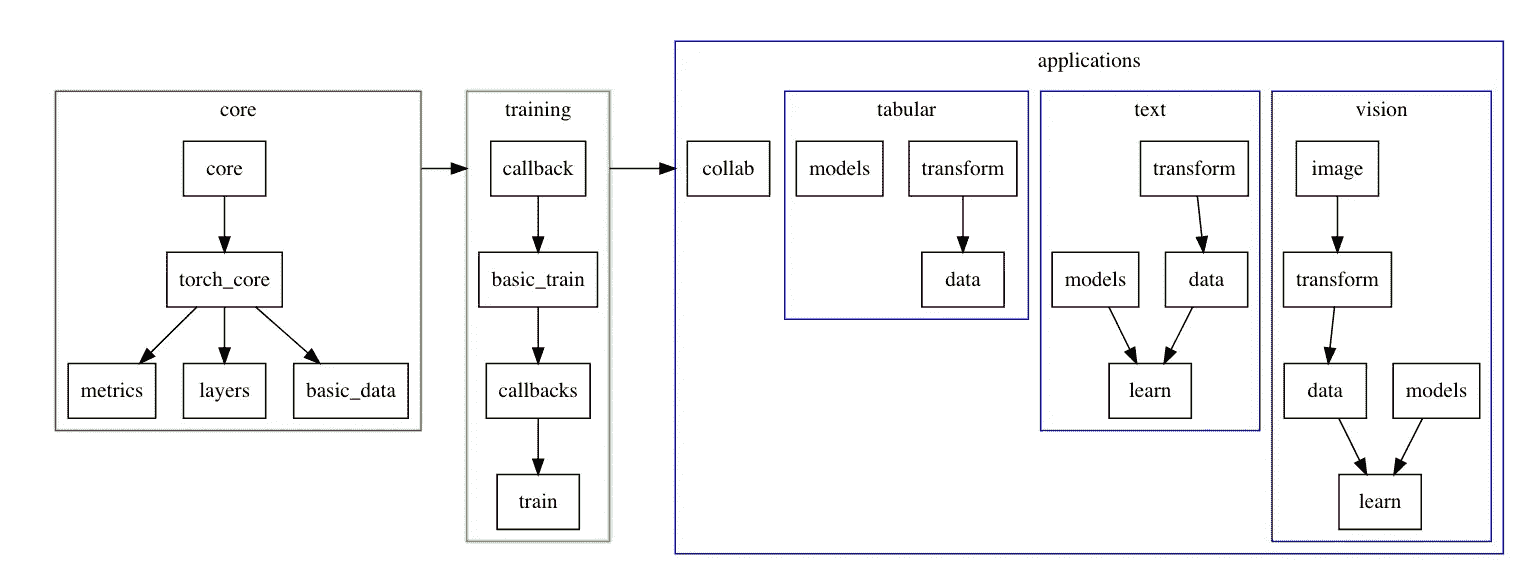 applications
core
training
tabular
text
vision
core
callback
collab
models
transform
transform
image
torch_core
basic_train
data
models
data
transform
metrics
layers
basic_data
callbacks
learn
data
models
train
learn